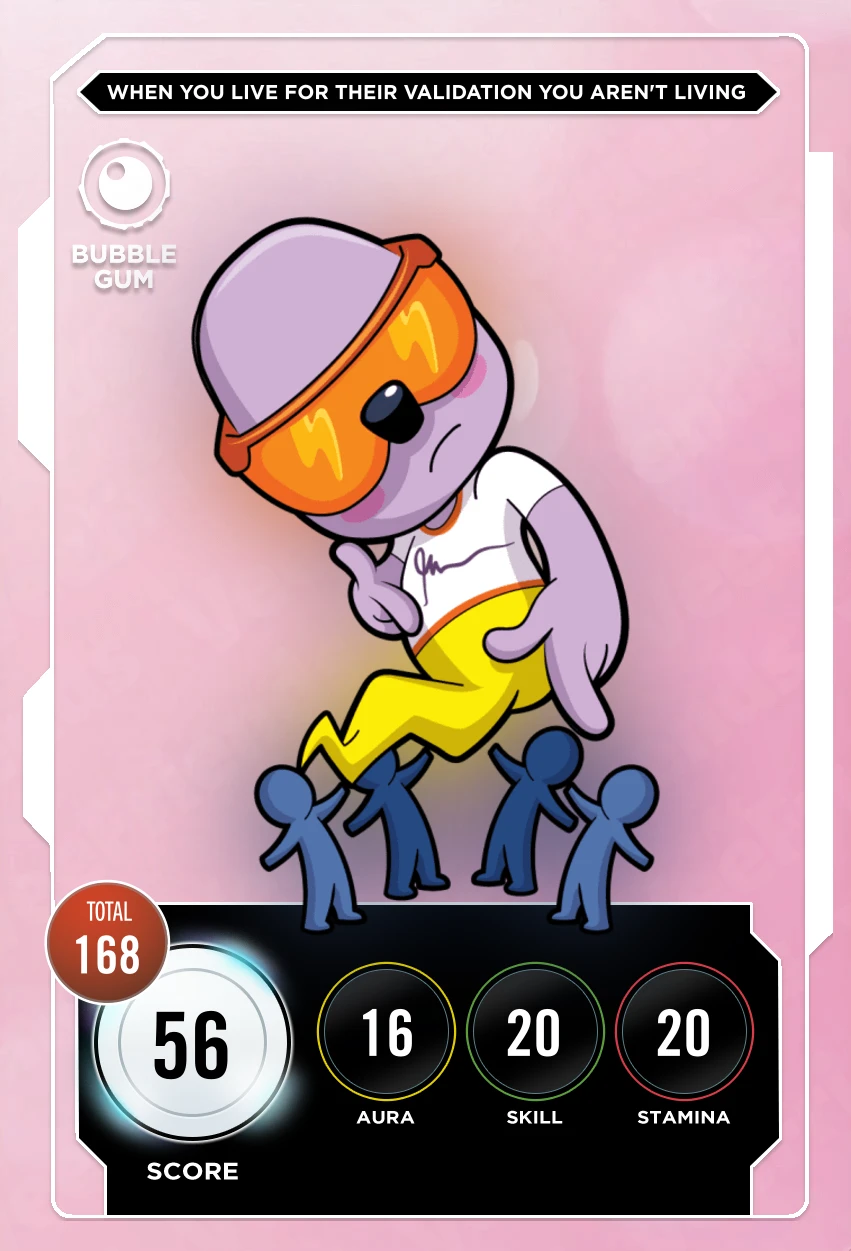 WHEN YOU LIVE FOR THEIR VALIDATION YOU AREN'T LIVING
BUBBLE
GUM
TOTAL
168
56
16
20
20
AURA
SKILL
STAMINA
SCORE